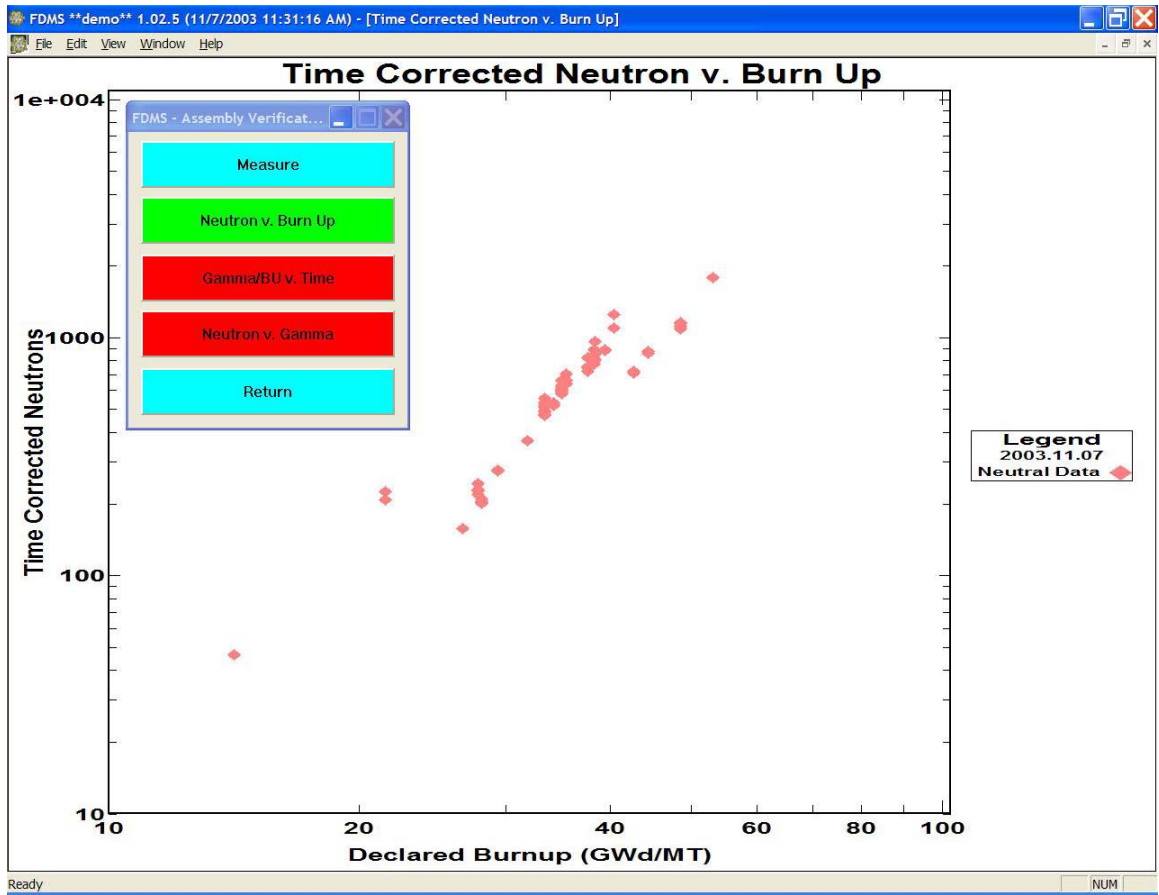 FDMS **demo** 1.02.5 (11/7/2003 11:31:16 AM) - [Time Corrected Neutron v. Burn Up]
File Edit View Window Help
Time Corrected Neutron v. Burn Up
1e+004
FDMS - Assembly Verificat...
Measure
Neutron v. Burn Up
Gamma/BU v. Time
Neutron v. Gamma
Return
Time Corrected Neutrons
1000
Legend
2003.11.07
Neutral Data
100
10
10 20 40 60 80 100
Declared Burnup (GWd/MT)
Ready NUM